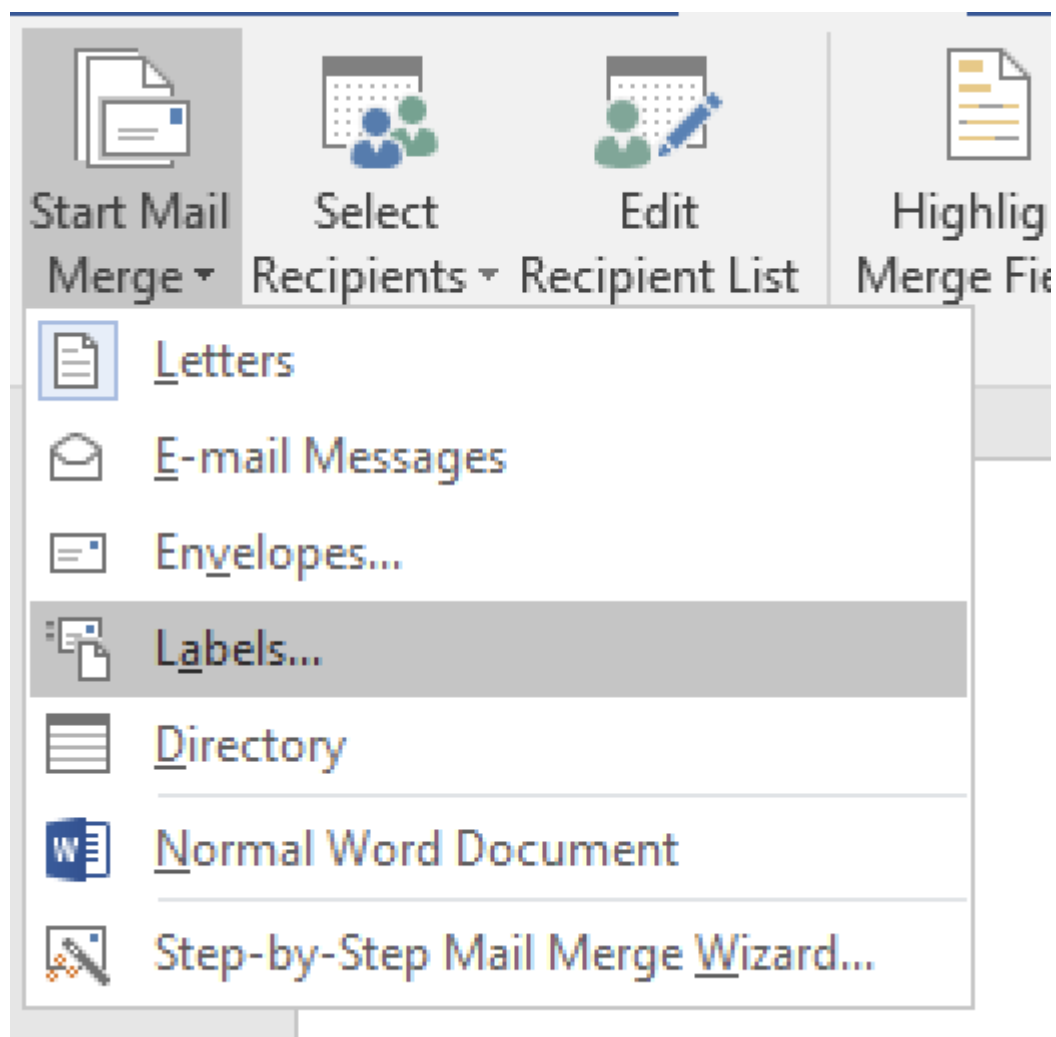 Start Mail
Merge
Select
Recipients
Edit
Recipient List
Highlig
Merge Fie
Letters
E-mail Messages
Envelopes...
Labels...
Directory
Normal Word Document
Step-by-Step Mail Merge Wizard...